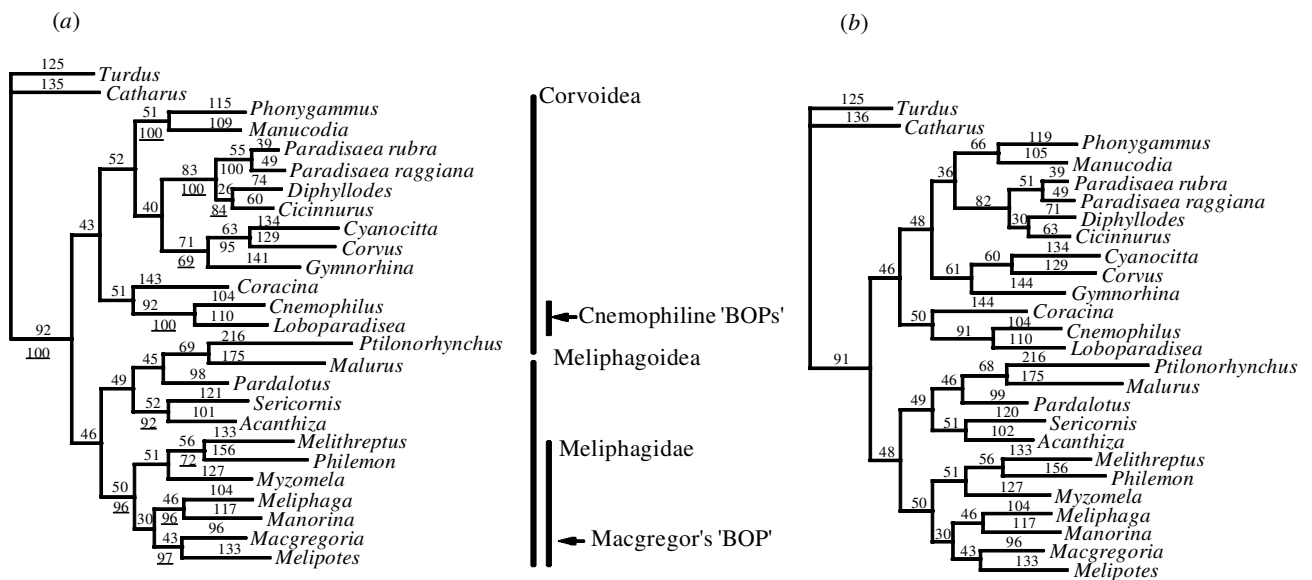 (a)
125
Turdus
135
Catharus
51
115
Phonygammus
100
109
Manucodia
52
55
39
Paradisaea rubra
83
100
49
Paradisaea raggiana
100
26
74
Diphyllodes
84
60
Cicinnurus
40
63
134
Cyanocitta
71
95
129
Corvus
69
141
Gymnorhina
43
143
Coracina
51
92
104
Cnemophilus
100
110
Loboparadisea
92
100
69
216
Ptilonorhynchus
45
175
Malurus
49
98
Pardalotus
52
121
Sericornis
92
101
Acanthiza
46
56
133
Melithreptus
51
72
156
Philemon
127
Myzomela
50
96
46
104
Meliphaga
96
117
Manorina
30
43
96
Macgregoria
97
133
Melipotes
Corvoidea
Cnemophiline 'BOPs'
Meliphagoidea
Meliphagidae
Macgregor's 'BOP'
(b)
125
Turdus
136
Catharus
66
119
Phonygammus
105
Manucodia
36
51
39
Paradisaea rubra
82
49
Paradisaea raggiana
30
71
Diphyllodes
63
Cicinnurus
48
60
134
Cyanocitta
61
129
Corvus
144
Gymnorhina
46
144
Coracina
50
91
104
Cnemophilus
110
Loboparadisea
91
68
216
Ptilonorhynchus
46
175
Malurus
49
99
Pardalotus
51
120
Sericornis
102
Acanthiza
48
56
133
Melithreptus
51
156
Philemon
127
Myzomela
50
46
104
Meliphaga
117
Manorina
30
43
96
Macgregoria
133
Melipotes